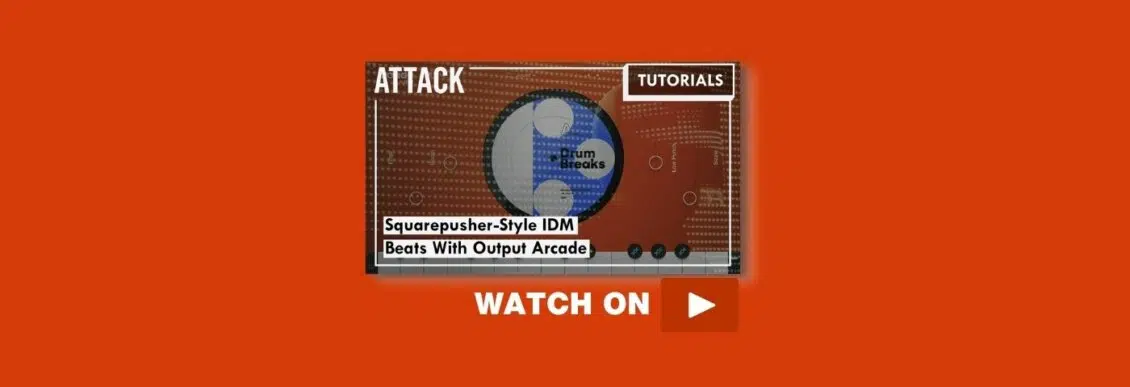 ATTACK
TUTORIALS
Drum
Breaks
Squarepusher-Style IDM
Beats With Output Arcade
WATCH ON